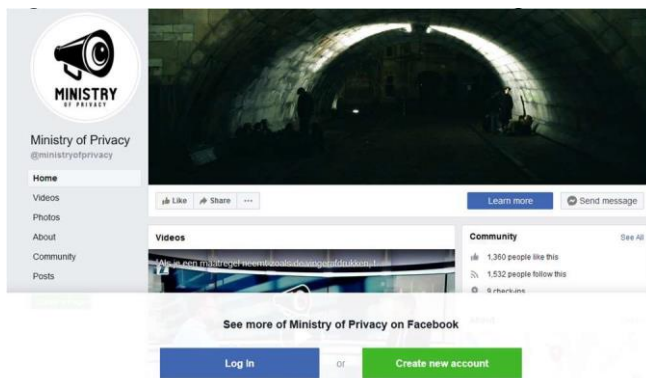 MINISTRY
OF PRIVACY
Ministry of Privacy
@ministryofprivacy
Home
Videos
Photos
About
Community
Posts
Like Share
Learn more
Send message
Videos
Community
See All
1,360 people like this
1,532 people follow this
9 check-ins
See more of Ministry of Privacy on Facebook
Log In
or
Create new account